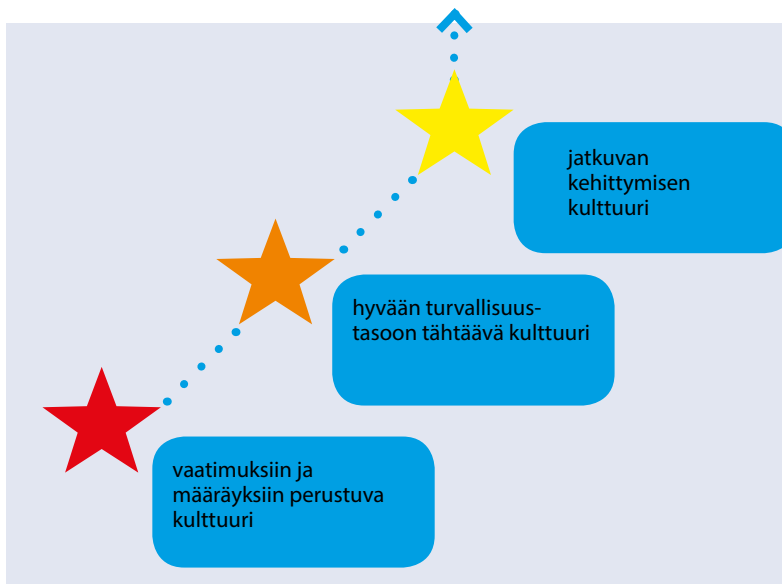 jatkuvan
kehittymisen
kulttuuri
hyvään turvallisuus-
tasoon tähtäävä kulttuuri
vaatimuksiin ja
määräyksiin perustuva
kulttuuri